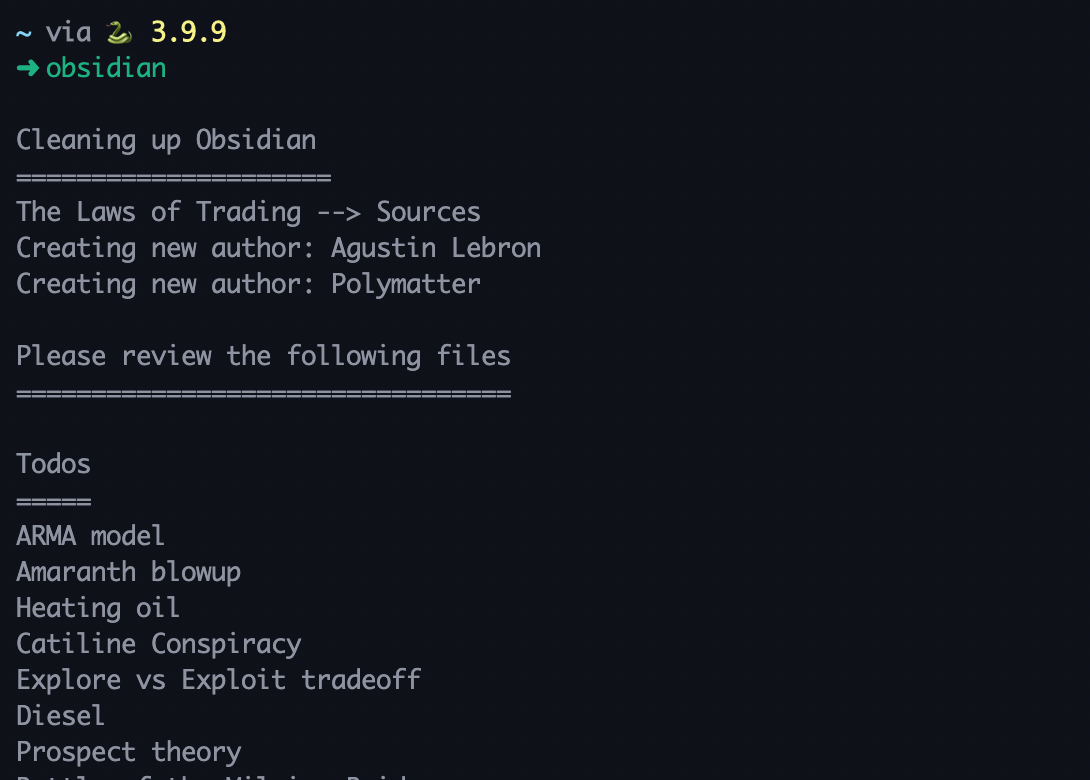 ~ via 🐍 3.9.9
➜ obsidian
Cleaning up Obsidian
=====================
The Laws of Trading --> Sources
Creating new author: Agustin Lebron
Creating new author: Polymatter
Please review the following files
=================================
Todos
=====
ARMA model
Amaranth blowup
Heating oil
Catiline Conspiracy
Explore vs Exploit tradeoff
Diesel
Prospect theory